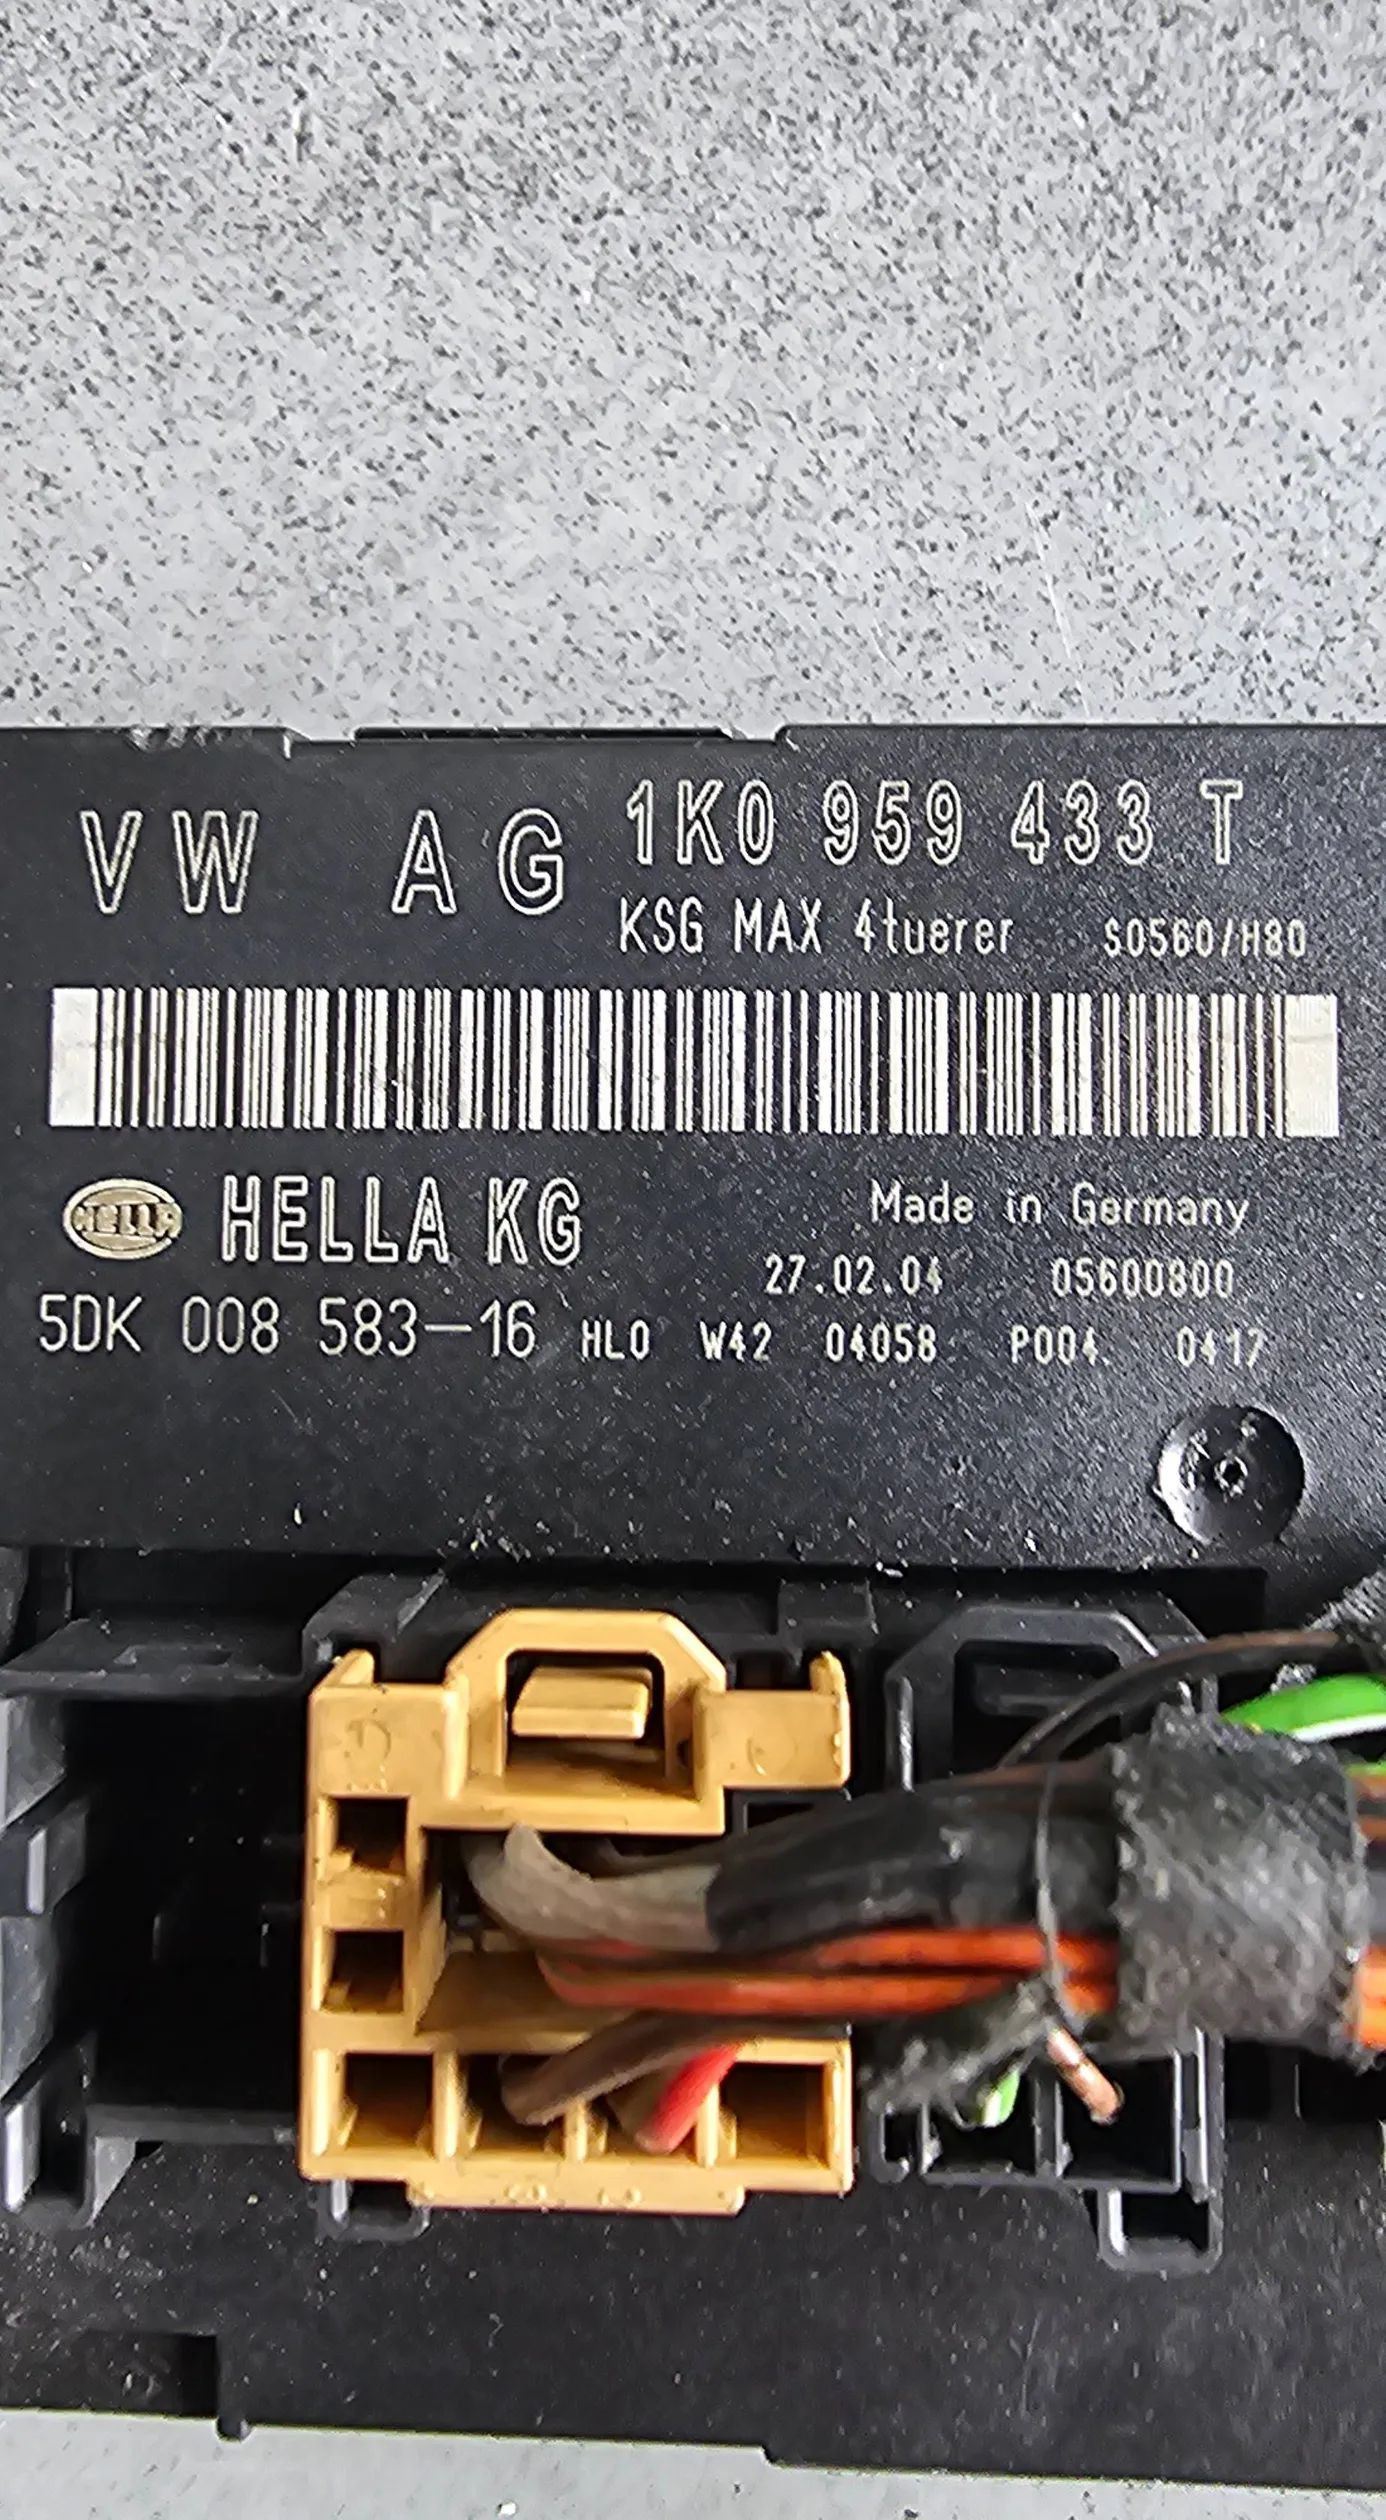 VW AG 1K0 959 433 T
KSG MAX 4tuerer S0560/H80
HELLA HELLA KG Made in Germany
27.02.04 05600800
5DK 008 583-16 HLO W42 04058 P004 0417